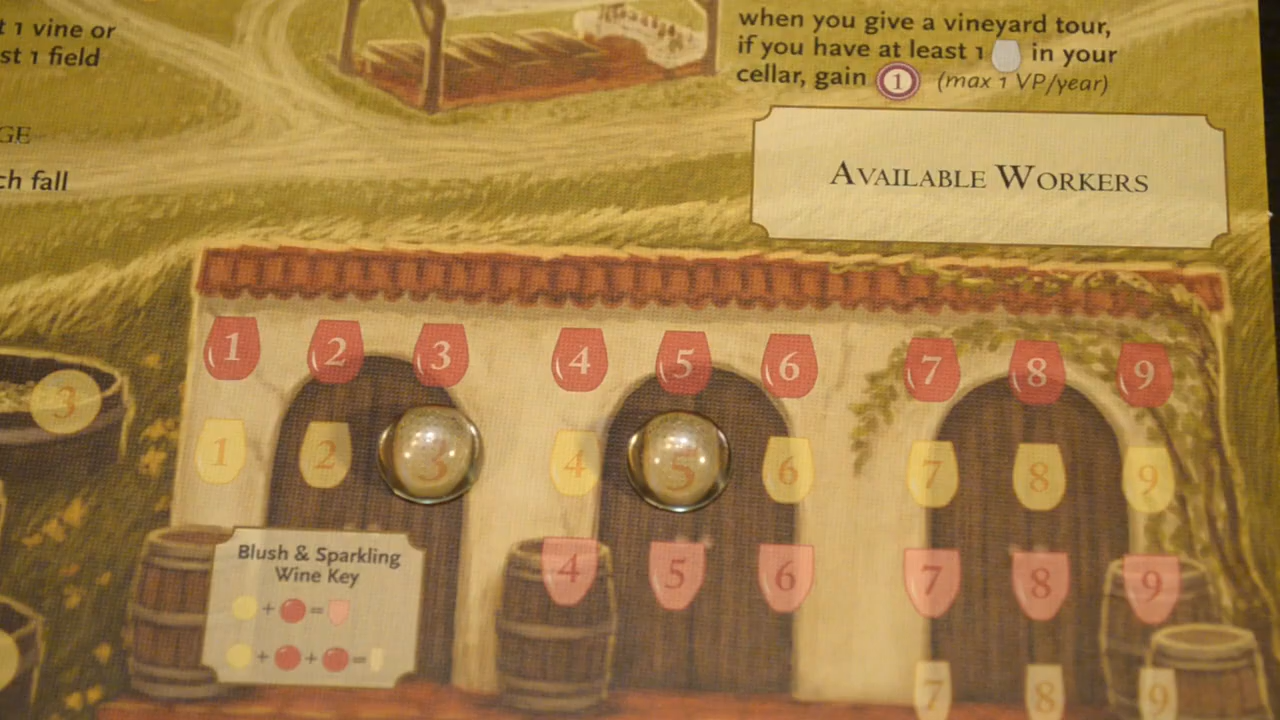 t 1 vine or
st 1 field
GE
ch fall
when you give a vineyard tour,
if you have at least 1 in your
cellar, gain 1 (max 1 VP/year)
Available Workers
1 2 3 4 5 6 7 8 9
3
1 2 3 4 5 6 7 8 9
4 5 6 7 8 9
Blush & Sparkling
Wine Key
+ =
+ + =
7 8 9